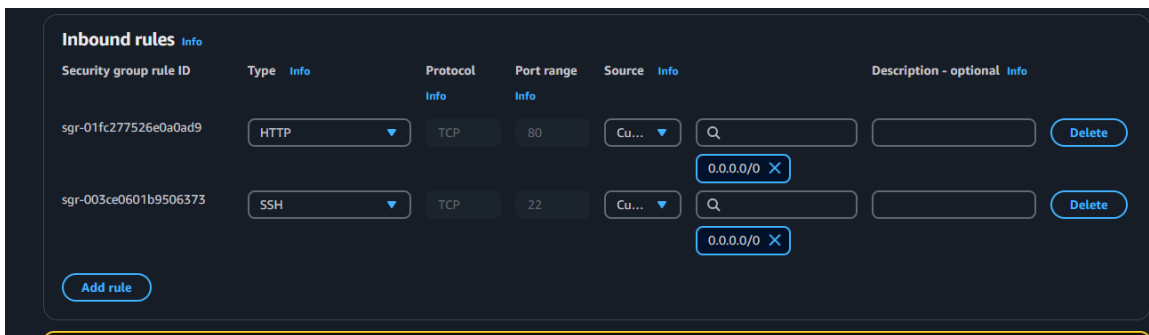 Inbound rules Info
Security group rule ID Type Info Protocol Info Port range Info Source Info Description - optional Info
sgr-01fc277526e0a0ad9 HTTP TCP 80 Cu... Delete
0.0.0.0/0
sgr-003ce0601b9506373 SSH TCP 22 Cu... Delete
0.0.0.0/0
Add rule